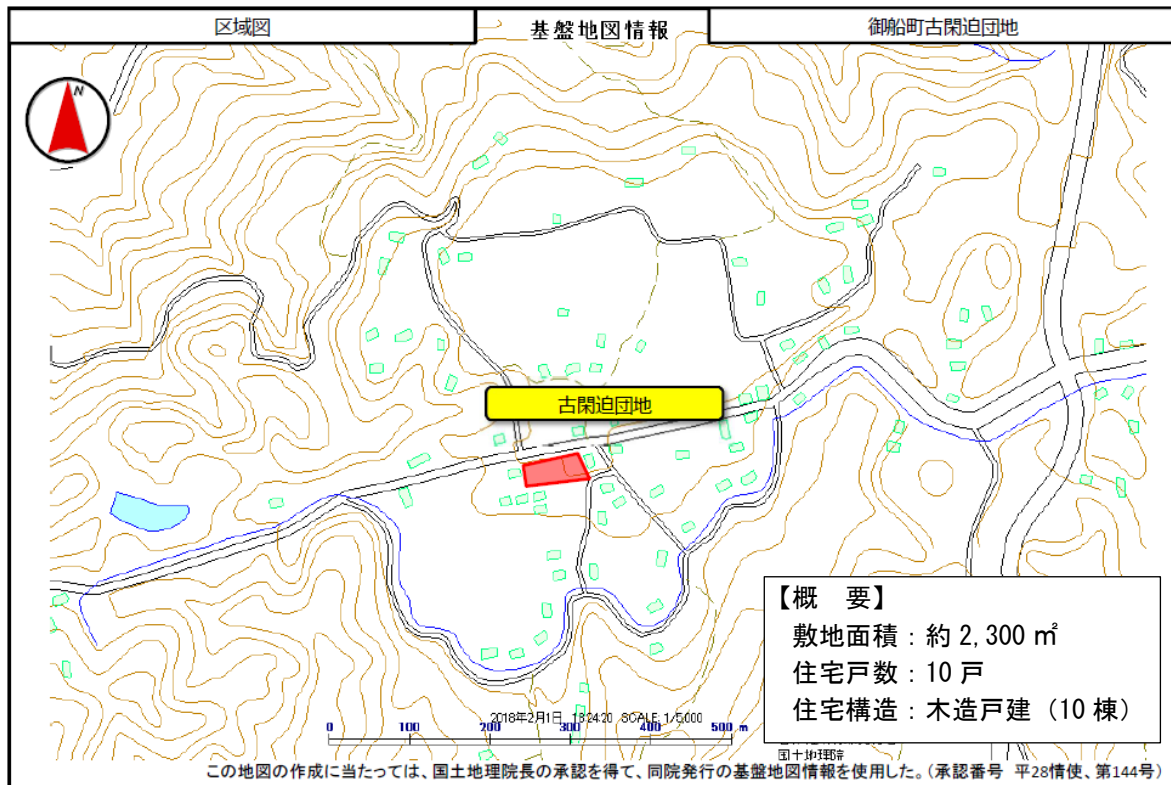 区域図
基盤地図情報
御船町古閑迫団地
N
古閑迫団地
【概　要】
敷地面積：約 2,300 ㎡
住宅戸数：10 戸
住宅構造：木造戸建（10 棟）
2018年2月1日 13:24:20 SCALE 1/5000
0 100 200 300 400 500 m
国土地理院
この地図の作成に当たっては、国土地理院長の承認を得て、同院発行の基盤地図情報を使用した。（承認番号 平28情使、第144号）